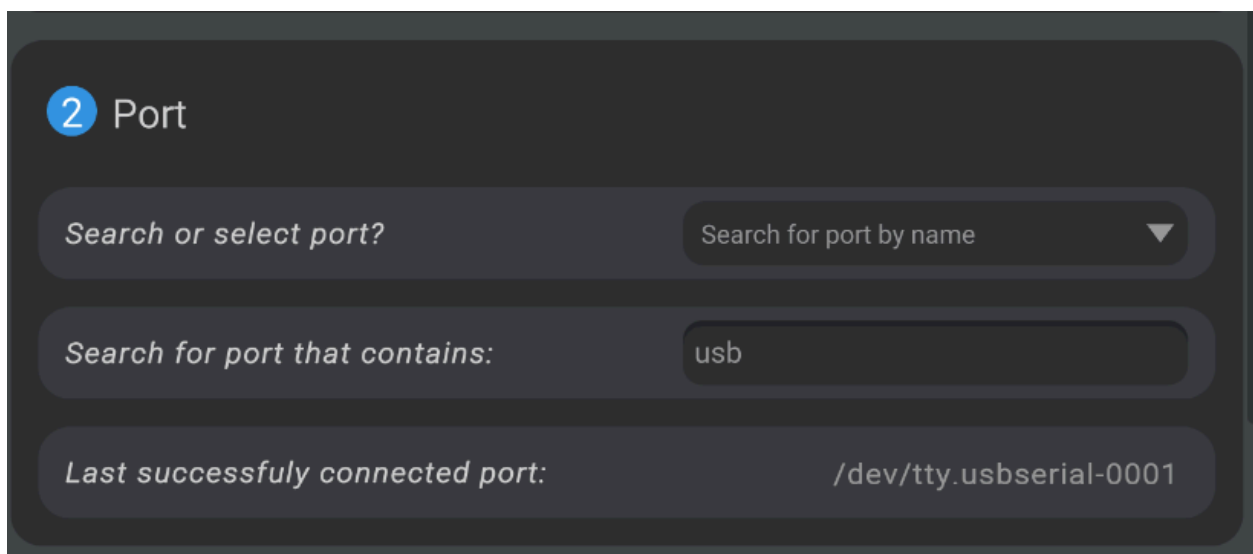 2 Port
Search or select port? Search for port by name
Search for port that contains: usb
Last successfuly connected port: /dev/tty.usbserial-0001